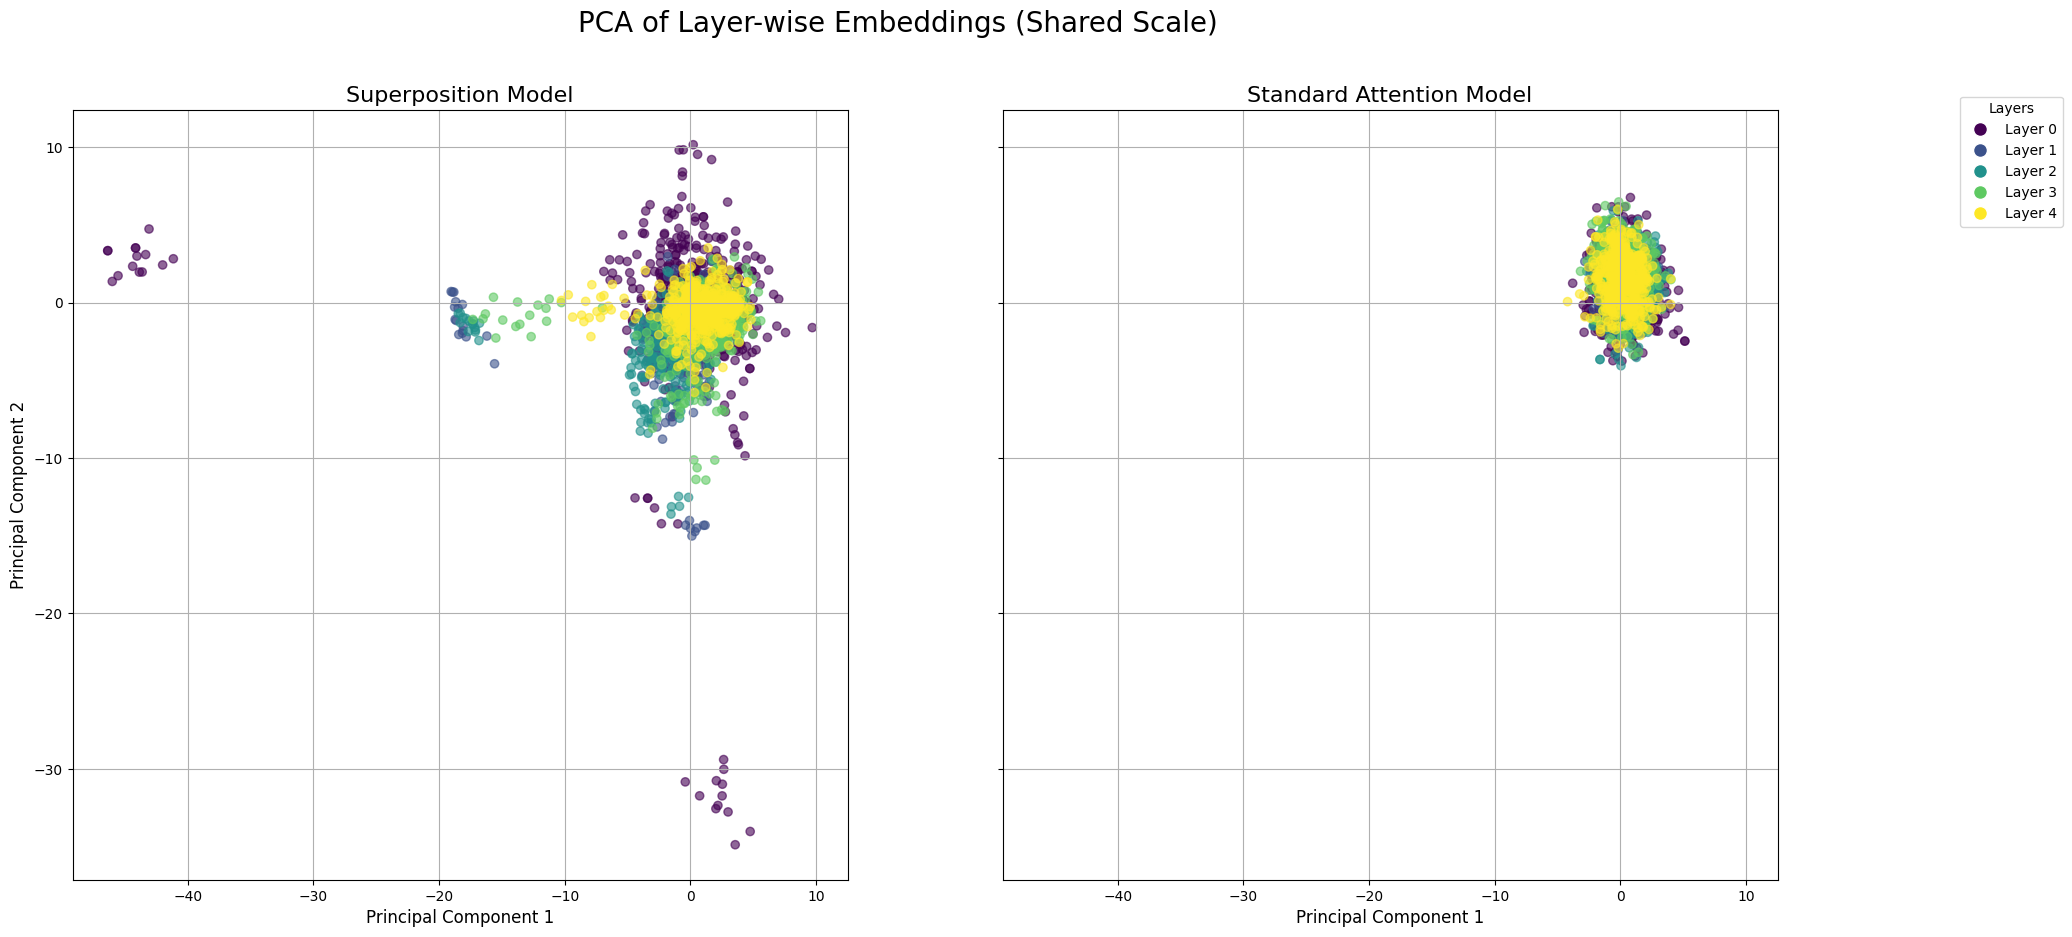 PCA of Layer-wise Embeddings (Shared Scale)
Superposition Model
Standard Attention Model
Layers
Layer 0
Layer 1
Layer 2
Layer 3
Layer 4
Principal Component 2
10
0
−10
−20
−30
−40
−30
−20
−10
0
10
−40
−30
−20
−10
0
10
Principal Component 1
Principal Component 1